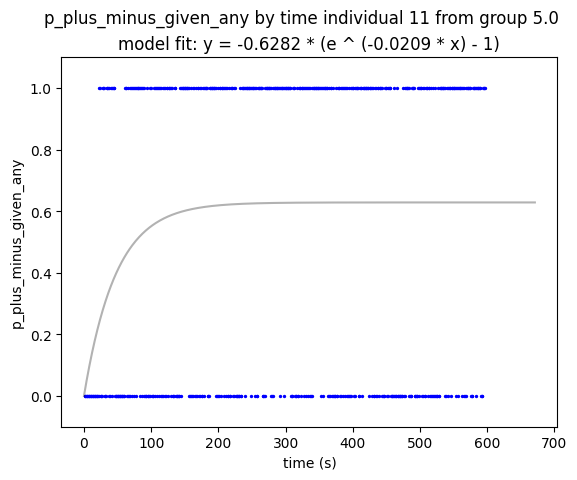 p_plus_minus_given_any by time individual 11 from group 5.0
model fit: y = -0.6282 * (e ^ (-0.0209 * x) - 1)
1.0
0.8
0.6
0.4
0.2
0.0
p_plus_minus_given_any
0 100 200 300 400 500 600 700
time (s)